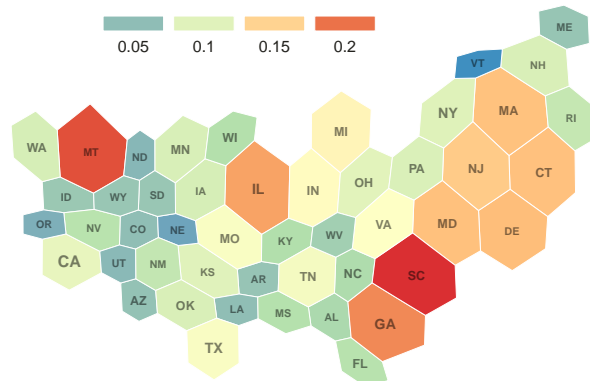 0.05 0.1 0.15 0.2
ME
VT
NH
WA
MT
ND
MN
WI
MI
NY
MA
RI
ID
WY
SD
IA
IL
IN
OH
PA
NJ
CT
OR
NV
CO
NE
MO
KY
WV
VA
MD
DE
CA
UT
NM
KS
AR
TN
NC
SC
AZ
OK
LA
MS
AL
GA
TX
FL